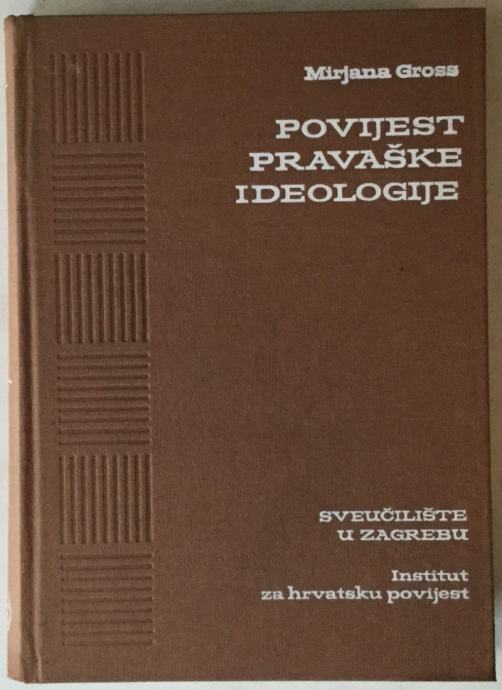 Mirjana Gross
POVIJEST
PRAVAŠKE
IDEOLOGIJE
SVEUČILIŠTE
U ZAGREBU
Institut
za hrvatsku povijest